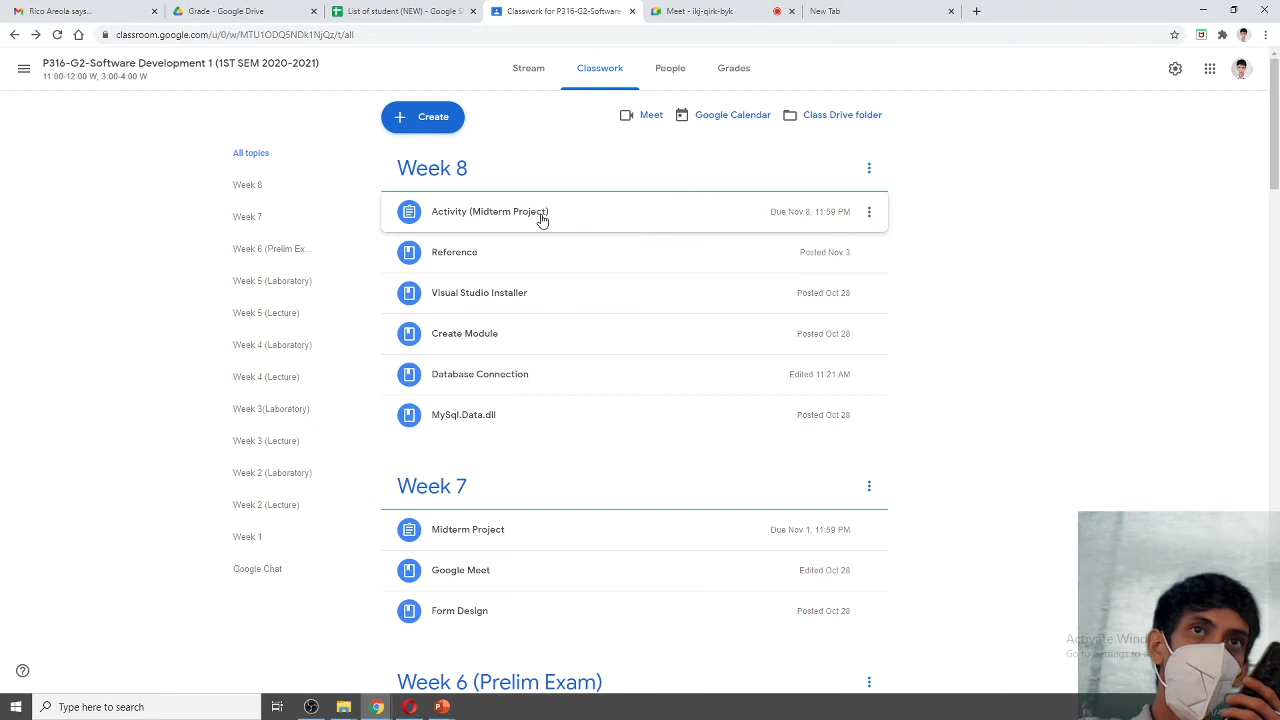 Rico Areola says...
Grade - Google Drive
List of student (NEW) - Google S
Classwork for P316-G2-Software
Meet - ikj-qirk-byk
New Tab
classroom.google.com/u/0/w/MTU1ODQ5NDk1NjQz/t/all
P316-G2-Software Development 1 (1ST SEM 2020-2021)
11:00-12:00 W, 3:00-4:00 W
Stream
Classwork
People
Grades
Create
Meet
Google Calendar
Class Drive folder
All topics
Week 8
Week 7
Week 6 (Prelim Ex...
Week 5 (Laboratory)
Week 5 (Lecture)
Week 4 (Laboratory)
Week 4 (Lecture)
Week 3(Laboratory)
Week 3 (Lecture)
Week 2 (Laboratory)
Week 2 (Lecture)
Week 1
Google Chat
Week 8
Activity (Midterm Project) Due Nov 8, 11:59 PM
Reference Posted Nov 3
Visual Studio Installer Posted Oct 28
Create Module Posted Oct 28
Database Connection Edited 11:21 AM
MySql.Data.dll Posted Oct 28
Week 7
Midterm Project Due Nov 1, 11:59 PM
Google Meet Edited Oct 28
Form Design Posted Oct 28
Week 6 (Prelim Exam)
Activate Wind
Go to Settings to a
Type here to search